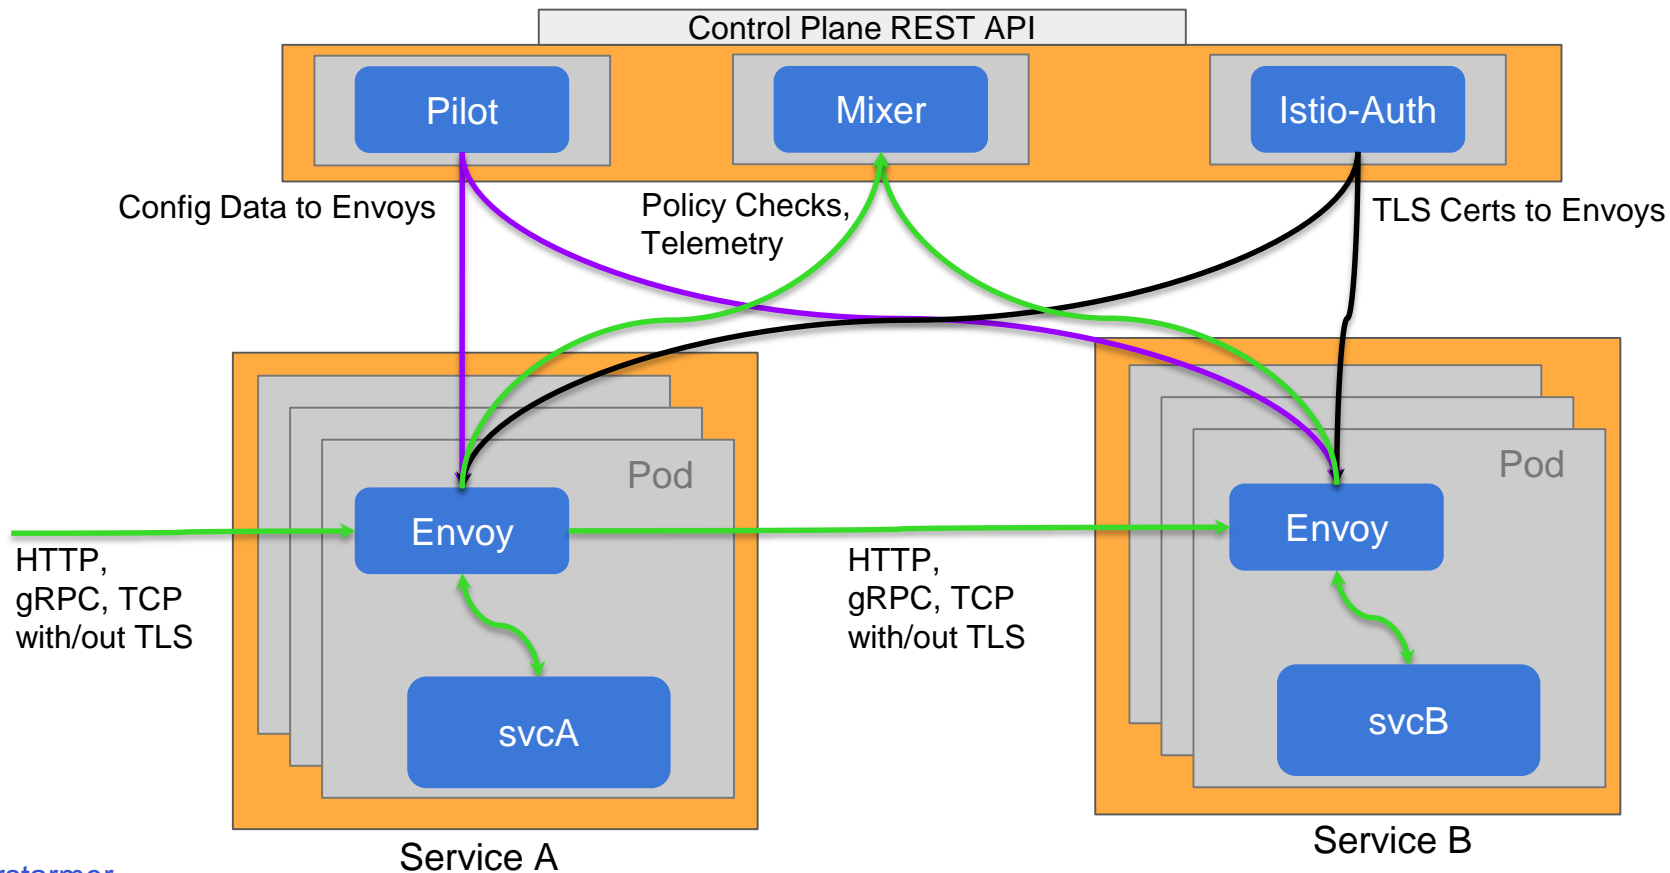 Control Plane REST API
Pilot
Mixer
Istio-Auth
Config Data to Envoys
Policy Checks,
Telemetry
TLS Certs to Envoys
Pod
Pod
Envoy
Envoy
HTTP,
gRPC, TCP
with/out TLS
HTTP,
gRPC, TCP
with/out TLS
svcA
svcB
Service A
Service B